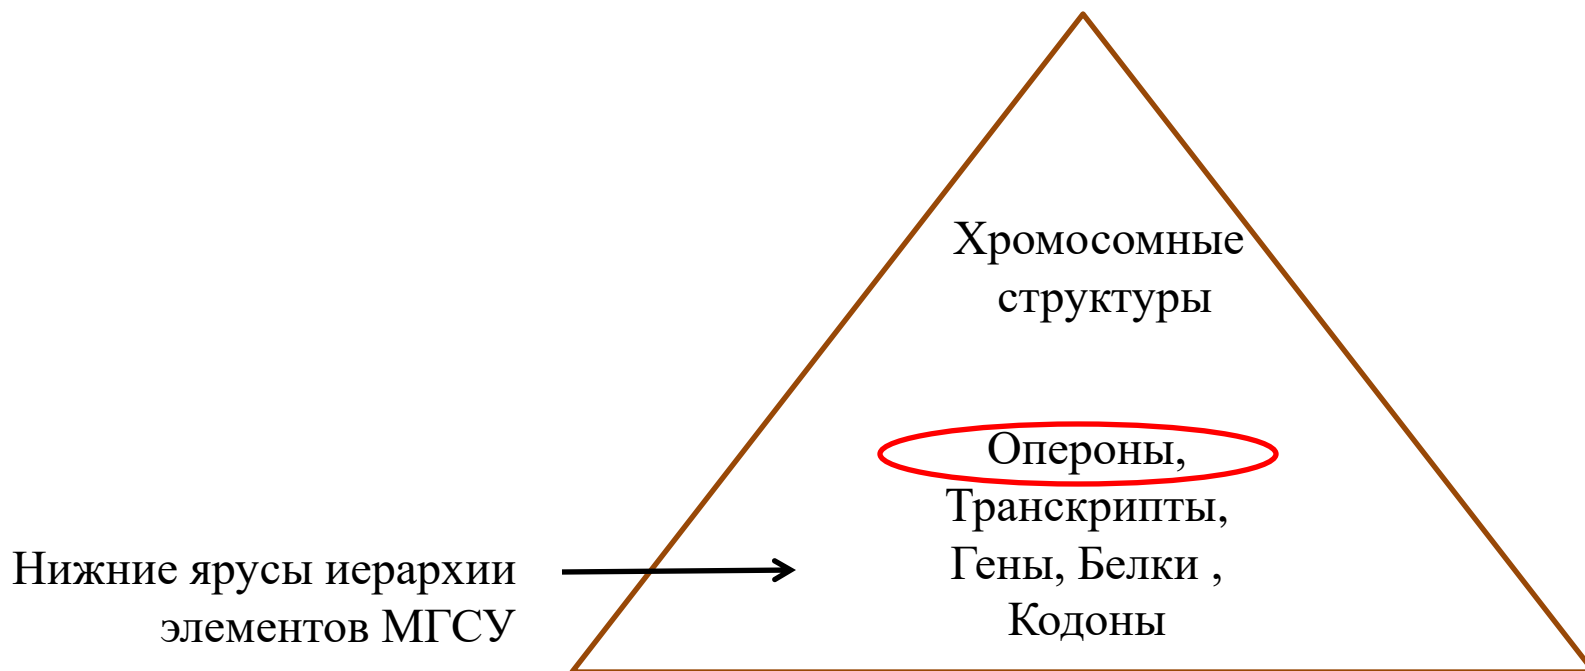 Хромосомные
структуры
Опероны,
Транскрипты,
Гены, Белки ,
Кодоны
Нижние ярусы иерархии
элементов МГСУ